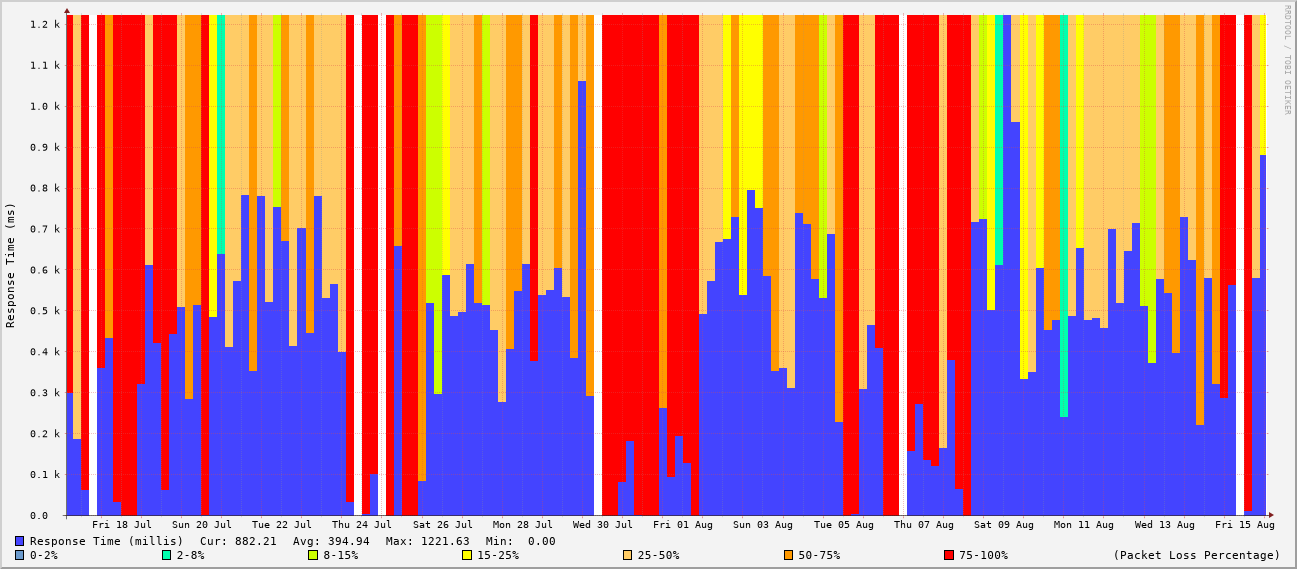 RRDTOOL / TOBI OETIKER
Response Time (ms)
1.2 k
1.1 k
1.0 k
0.9 k
0.8 k
0.7 k
0.6 k
0.5 k
0.4 k
0.3 k
0.2 k
0.1 k
0.0
Fri 18 Jul Sun 20 Jul Tue 22 Jul Thu 24 Jul Sat 26 Jul Mon 28 Jul Wed 30 Jul Fri 01 Aug Sun 03 Aug Tue 05 Aug Thu 07 Aug Sat 09 Aug Mon 11 Aug Wed 13 Aug Fri 15 Aug
Response Time (millis) Cur: 882.21 Avg: 394.94 Max: 1221.63 Min: 0.00
0-2% 2-8% 8-15% 15-25% 25-50% 50-75% 75-100% (Packet Loss Percentage)